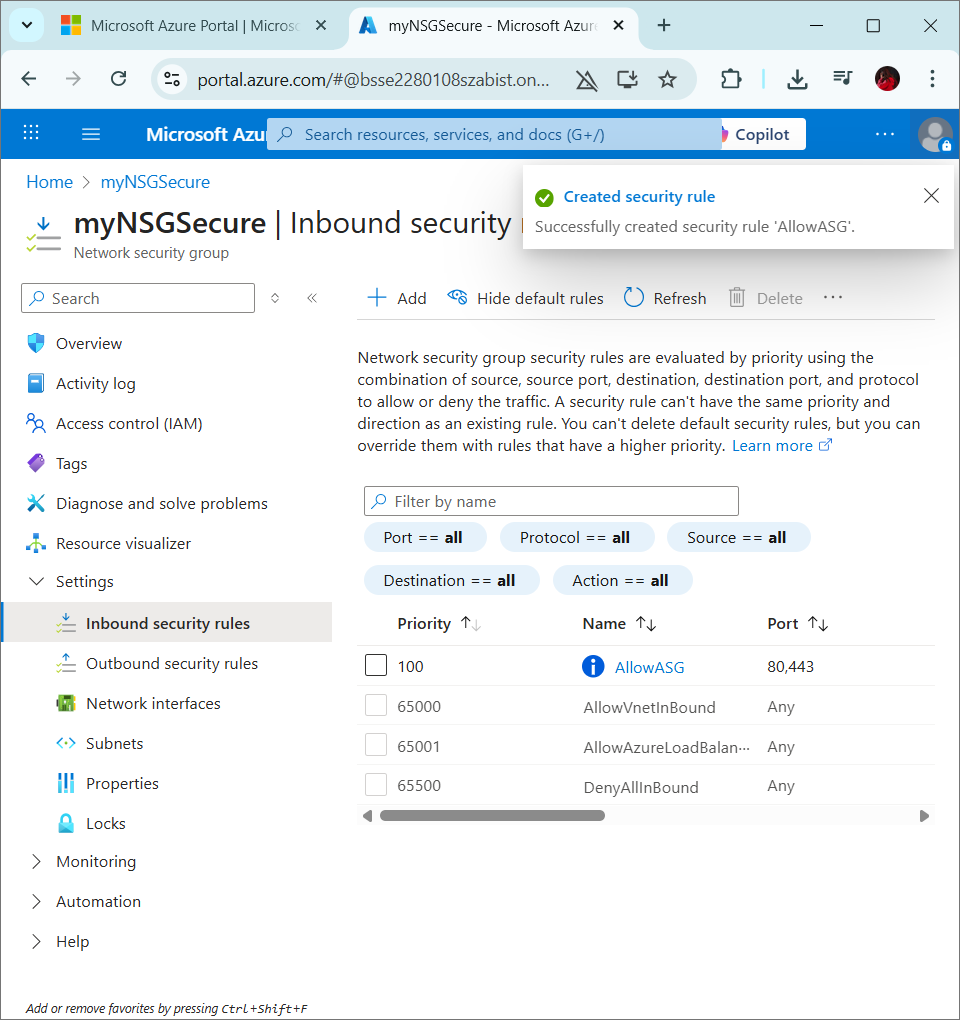 Microsoft Azure Portal | Micros
myNSGSecure - Microsoft Azure
portal.azure.com/#@bsse2280108szabist.on...
Microsoft Azu
Search resources, services, and docs (G+/)
Copilot
Home > myNSGSecure
Created security rule
Successfully created security rule 'AllowASG'.
myNSGSecure | Inbound security
Network security group
Search
Add
Hide default rules
Refresh
Delete
Overview
Activity log
Access control (IAM)
Tags
Diagnose and solve problems
Resource visualizer
Settings
Inbound security rules
Outbound security rules
Network interfaces
Subnets
Properties
Locks
Monitoring
Automation
Help
Add or remove favorites by pressing Ctrl+Shift+F
Network security group security rules are evaluated by priority using the
combination of source, source port, destination, destination port, and protocol
to allow or deny the traffic. A security rule can't have the same priority and
direction as an existing rule. You can't delete default security rules, but you can
override them with rules that have a higher priority. Learn more
Filter by name
Port == all Protocol == all Source == all
Destination == all Action == all
Priority Name Port
100 AllowASG 80,443
65000 AllowVnetInBound Any
65001 AllowAzureLoadBalan··· Any
65500 DenyAllInBound Any